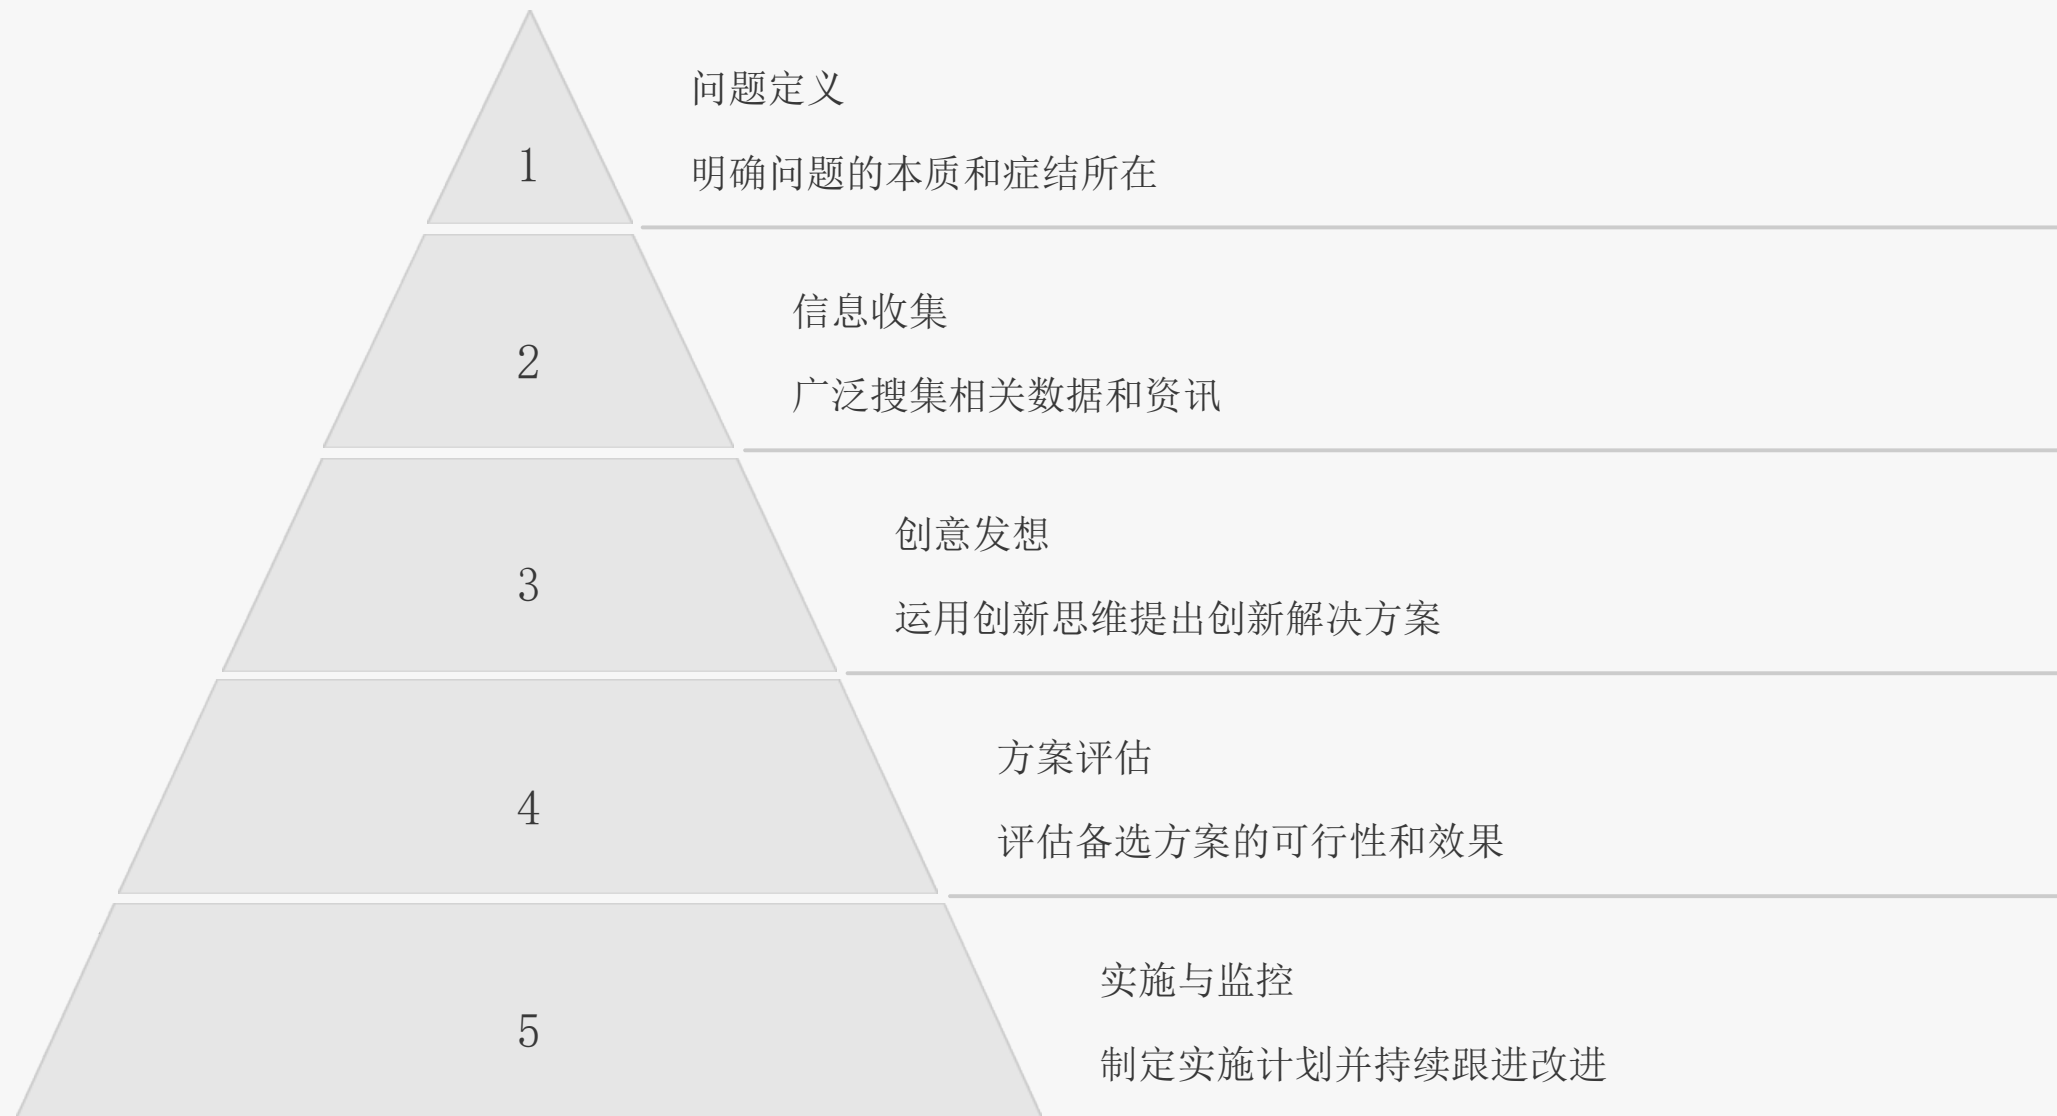 1
问题定义
明确问题的本质和症结所在
2
信息收集
广泛搜集相关数据和资讯
3
创意发想
运用创新思维提出创新解决方案
4
方案评估
评估备选方案的可行性和效果
5
实施与监控
制定实施计划并持续跟进改进